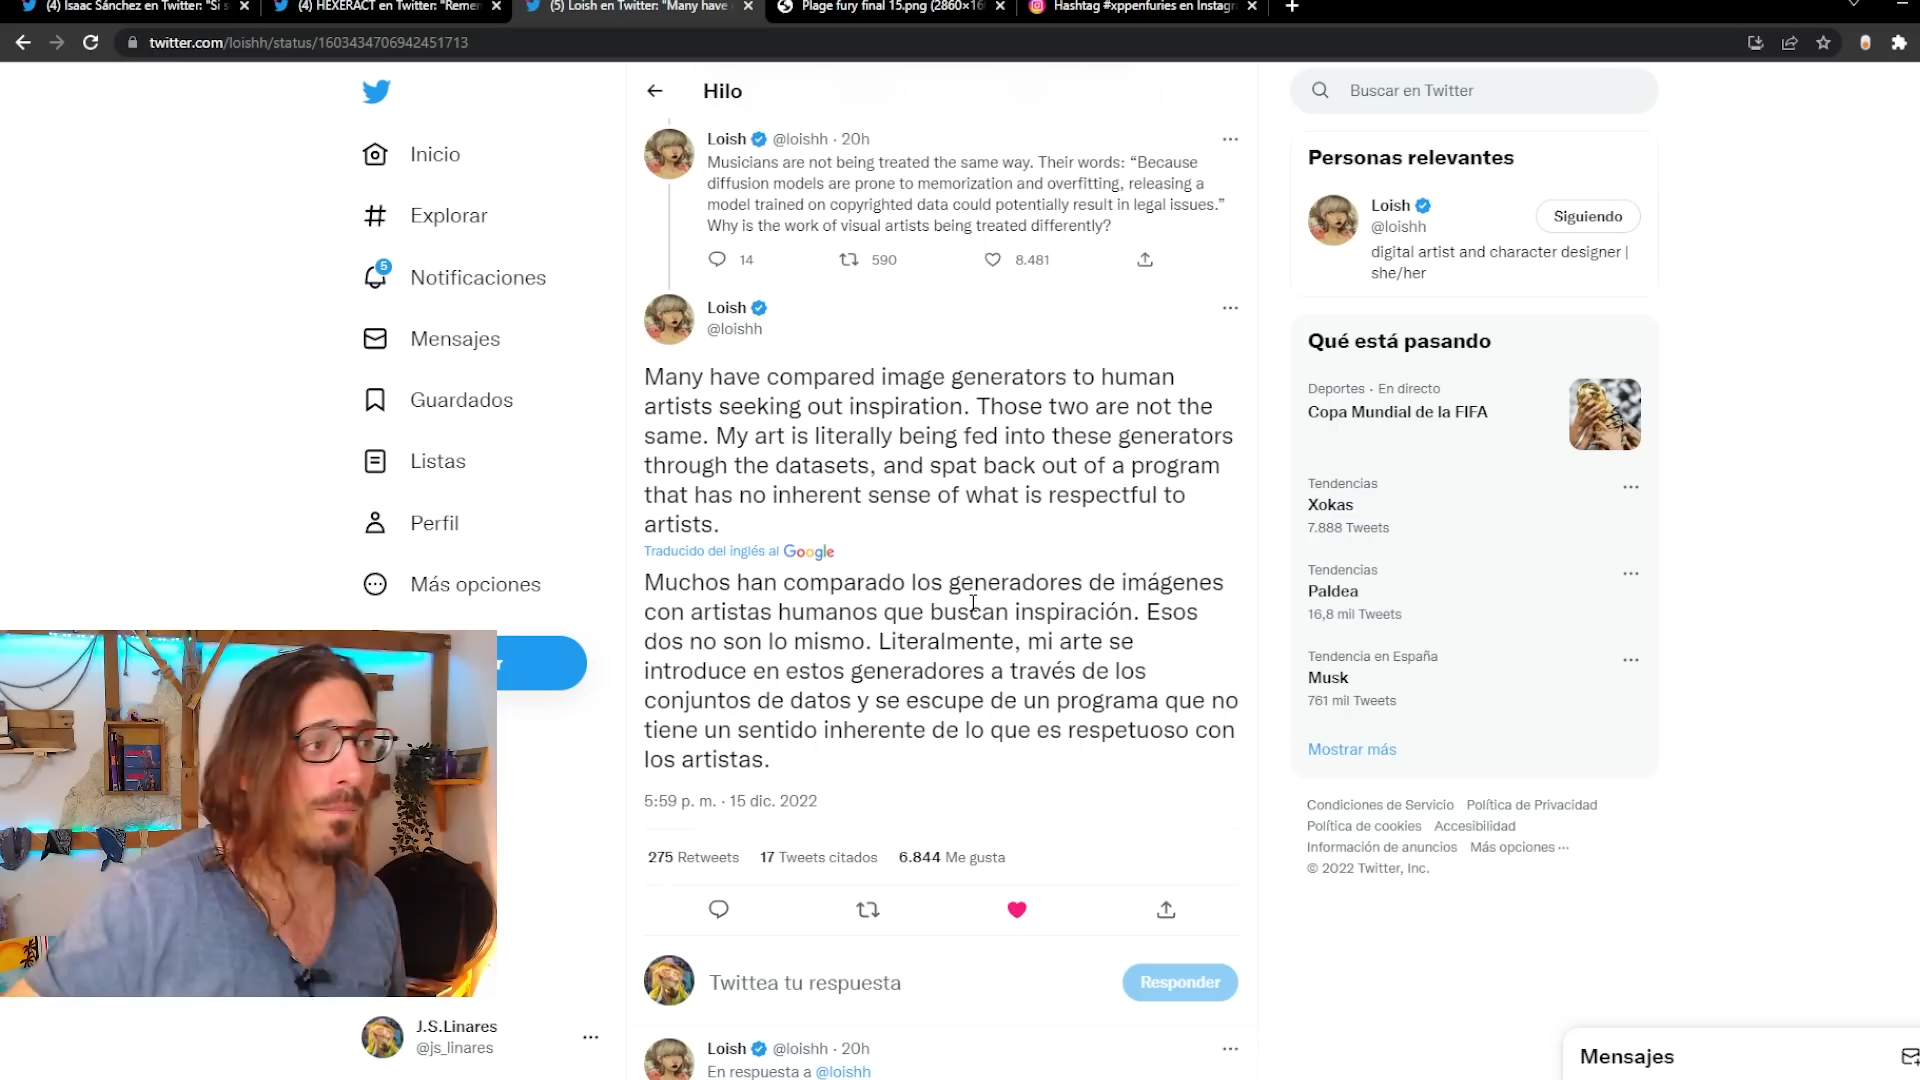 (4) Isaac Sánchez en Twitter: "Si s
(4) HEXERACT en Twitter: "Remen
(5) Loish en Twitter: "Many have
Plage fury final 15.png (2860×16
Hashtag #xppenfuries en Instagr
twitter.com/loishh/status/1603434706942451713
Inicio
Explorar
5
Notificaciones
Mensajes
Guardados
Listas
Perfil
Más opciones
r
J.S.Linares
@js_linares
Hilo
Loish @loishh · 20h
Musicians are not being treated the same way. Their words: “Because
diffusion models are prone to memorization and overfitting, releasing a
model trained on copyrighted data could potentially result in legal issues.”
Why is the work of visual artists being treated differently?
14 590 8.481
Loish
@loishh
Many have compared image generators to human
artists seeking out inspiration. Those two are not the
same. My art is literally being fed into these generators
through the datasets, and spat back out of a program
that has no inherent sense of what is respectful to
artists.
Traducido del inglés al Google
Muchos han comparado los generadores de imágenes
con artistas humanos que buscan inspiración. Esos
dos no son lo mismo. Literalmente, mi arte se
introduce en estos generadores a través de los
conjuntos de datos y se escupe de un programa que no
tiene un sentido inherente de lo que es respetuoso con
los artistas.
5:59 p. m. · 15 dic. 2022
275 Retweets 17 Tweets citados 6.844 Me gusta
Twittea tu respuesta
Responder
Loish @loishh · 20h
En respuesta a @loishh
Buscar en Twitter
Personas relevantes
Loish
@loishh
Siguiendo
digital artist and character designer |
she/her
Qué está pasando
Deportes · En directo
Copa Mundial de la FIFA
Tendencias
Xokas
7.888 Tweets
Tendencias
Paldea
16,8 mil Tweets
Tendencia en España
Musk
761 mil Tweets
Mostrar más
Condiciones de Servicio Política de Privacidad
Política de cookies Accesibilidad
Información de anuncios Más opciones ···
© 2022 Twitter, Inc.
Mensajes